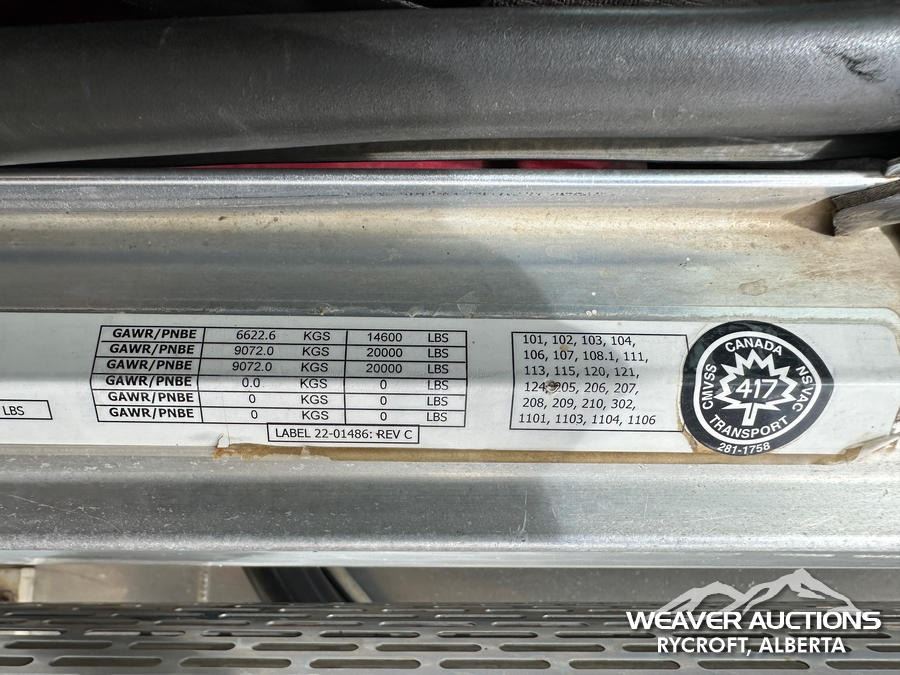 GAWR/PNBE 6622.6 KGS 14600 LBS
GAWR/PNBE 9072.0 KGS 20000 LBS
GAWR/PNBE 9072.0 KGS 20000 LBS
GAWR/PNBE 0.0 KGS 0 LBS
GAWR/PNBE 0 KGS 0 LBS
GAWR/PNBE 0 KGS 0 LBS
LBS
LABEL 22-01486: REV C
101, 102, 103, 104,
106, 107, 108.1, 111,
113, 115, 120, 121,
124, 205, 206, 207,
208, 209, 210, 302,
1101, 1103, 1104, 1106
CANADA
CMVSS
NSVAC
417
TRANSPORT
281-1758
WEAVER AUCTIONS
RYCROFT, ALBERTA